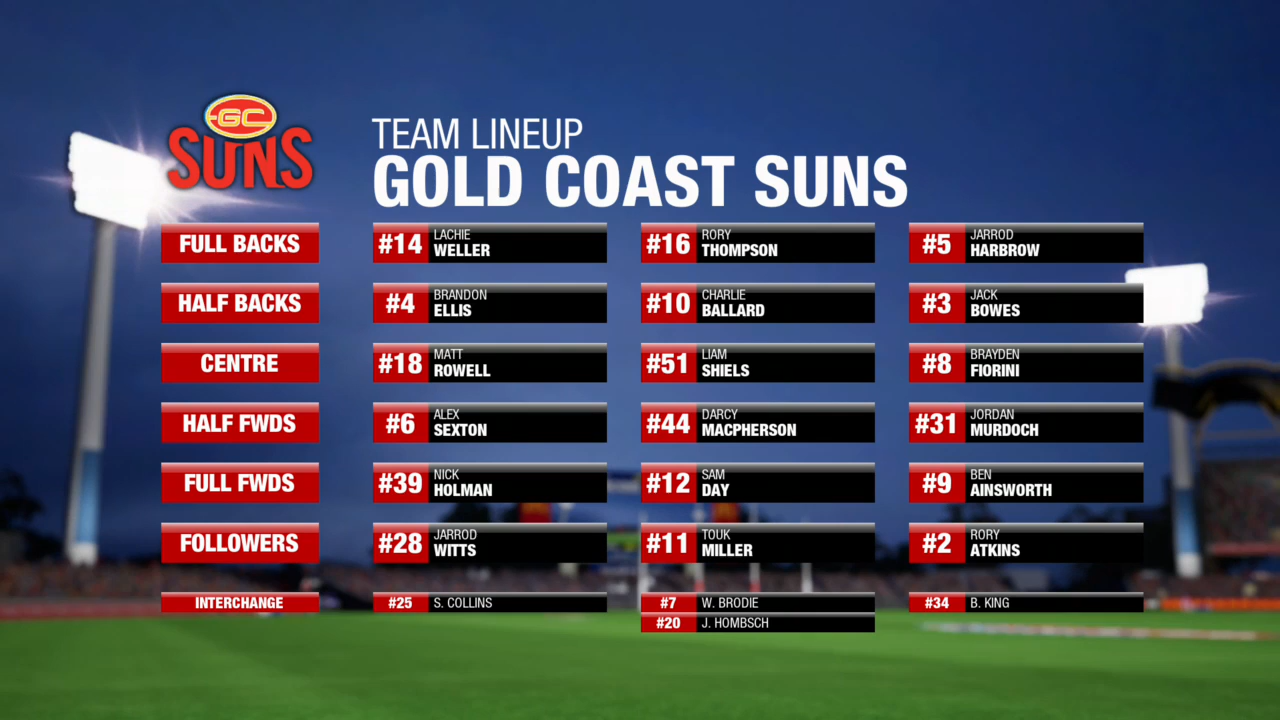 GC
SUNS
TEAM LINEUP
GOLD COAST SUNS
FULL BACKS
#14 LACHIE WELLER
#16 RORY THOMPSON
#5 JARROD HARBROW
HALF BACKS
#4 BRANDON ELLIS
#10 CHARLIE BALLARD
#3 JACK BOWES
CENTRE
#18 MATT ROWELL
#51 LIAM SHIELS
#8 BRAYDEN FIORINI
HALF FWDS
#6 ALEX SEXTON
#44 DARCY MACPHERSON
#31 JORDAN MURDOCH
FULL FWDS
#39 NICK HOLMAN
#12 SAM DAY
#9 BEN AINSWORTH
FOLLOWERS
#28 JARROD WITTS
#11 TOUK MILLER
#2 RORY ATKINS
INTERCHANGE
#25 S. COLLINS
#7 W. BRODIE
#34 B. KING
#20 J. HOMBSCH